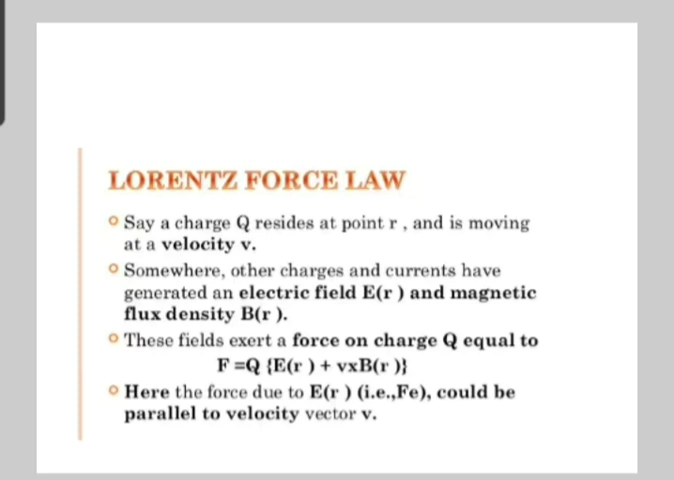 LORENTZ FORCE LAW
Say a charge Q resides at point r , and is moving
at a velocity v.
Somewhere, other charges and currents have
generated an electric field E(r ) and magnetic
flux density B(r ).
These fields exert a force on charge Q equal to
F =Q {E(r ) + vxB(r )}
Here the force due to E(r ) (i.e.,Fe), could be
parallel to velocity vector v.